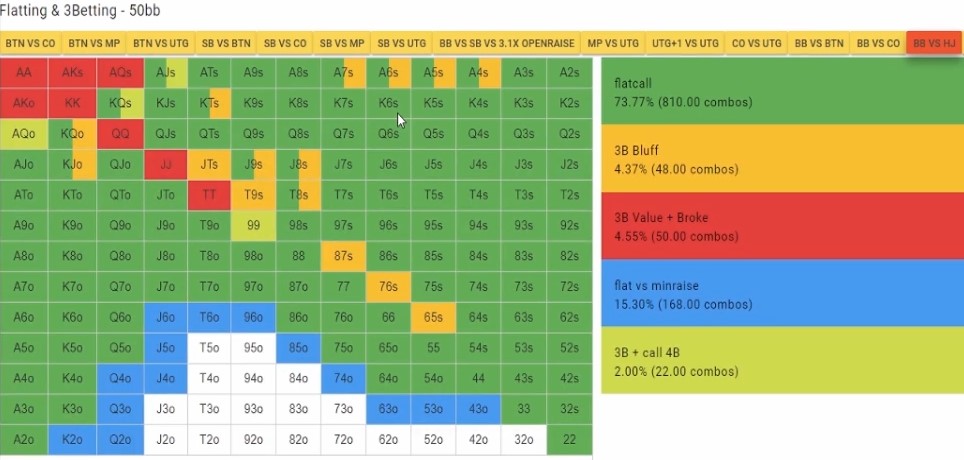 Flatting & 3Betting - 50bb
BTN VS CO BTN VS MP BTN VS UTG SB VS BTN SB VS CO SB VS MP SB VS UTG BB VS SB VS 3.1X OPENRAISE MP VS UTG UTG+1 VS UTG CO VS UTG BB VS BTN BB VS CO BB VS HJ
AA AKs AQs AJs ATs A9s A8s A7s A6s A5s A4s A3s A2s
AKo KK KQs KJs KTs K9s K8s K7s K6s K5s K4s K3s K2s
AQo KQo QQ QJs QTs Q9s Q8s Q7s Q6s Q5s Q4s Q3s Q2s
AJo KJo QJo JJ JTs J9s J8s J7s J6s J5s J4s J3s J2s
ATo KTo QTo JTo TT T9s T8s T7s T6s T5s T4s T3s T2s
A9o K9o Q9o J9o T9o 99 98s 97s 96s 95s 94s 93s 92s
A8o K8o Q8o J8o T8o 98o 88 87s 86s 85s 84s 83s 82s
A7o K7o Q7o J7o T7o 97o 87o 77 76s 75s 74s 73s 72s
A6o K6o Q6o J6o T6o 96o 86o 76o 66 65s 64s 63s 62s
A5o K5o Q5o J5o T5o 95o 85o 75o 65o 55 54s 53s 52s
A4o K4o Q4o J4o T4o 94o 84o 74o 64o 54o 44 43s 42s
A3o K3o Q3o J3o T3o 93o 83o 73o 63o 53o 43o 33 32s
A2o K2o Q2o J2o T2o 92o 82o 72o 62o 52o 42o 32o 22
flatcall
73.77% (810.00 combos)
3B Bluff
4.37% (48.00 combos)
3B Value + Broke
4.55% (50.00 combos)
flat vs minraise
15.30% (168.00 combos)
3B + call 4B
2.00% (22.00 combos)